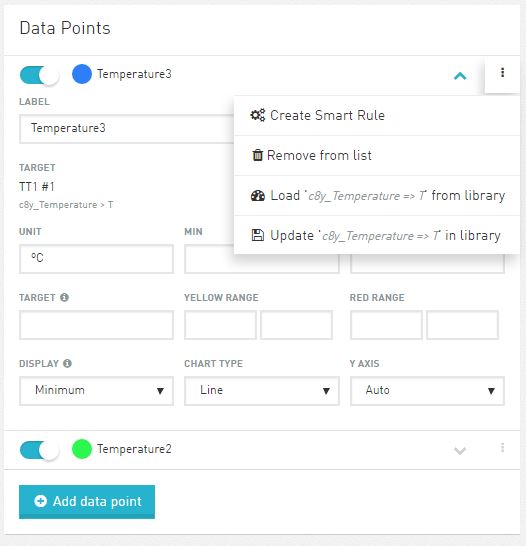 Data Points
Temperature3
LABEL
Temperature3
Create Smart Rule
Remove from list
Load 'c8y_Temperature => T' from library
Update 'c8y_Temperature => T' in library
TARGET
TT1 #1
c8y_Temperature > T
UNIT MIN
ºC
TARGET YELLOW RANGE RED RANGE
DISPLAY CHART TYPE Y AXIS
Minimum Line Auto
Temperature2
Add data point